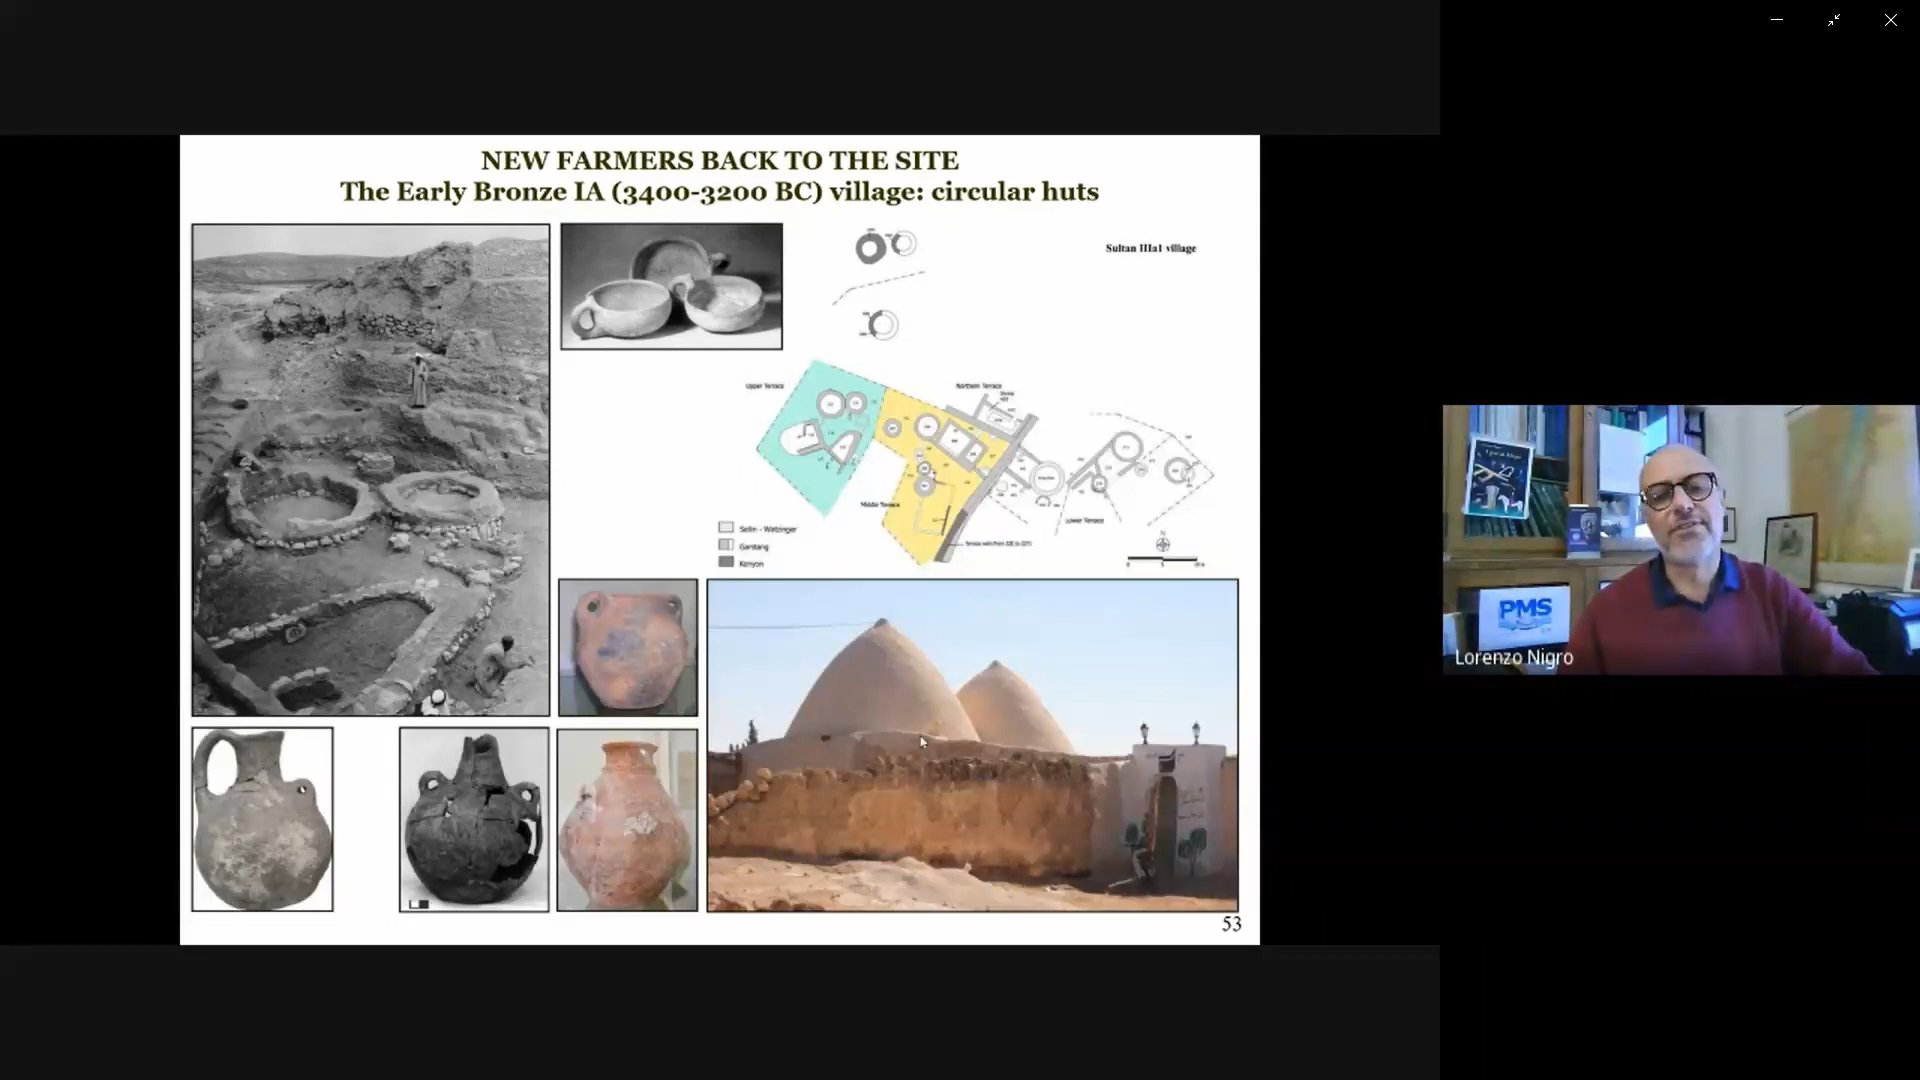 NEW FARMERS BACK TO THE SITE
The Early Bronze IA (3400-3200 BC) village: circular huts
Sultan IIIa1 village
Upper Terrace
Northern Terrace
Middle Terrace
Lower Terrace
Sellin - Watzinger
Garstang
Kenyon
N
53
PMS
Lorenzo Nigro